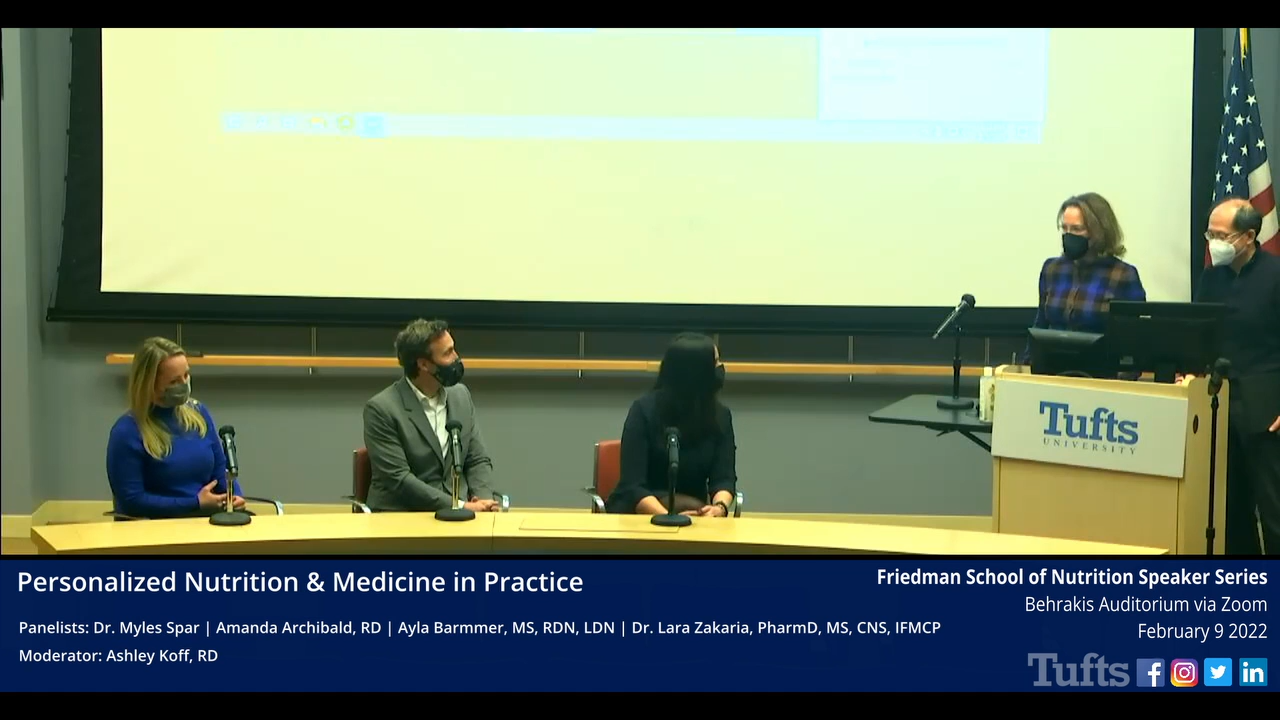 Tufts
UNIVERSITY
Personalized Nutrition & Medicine in Practice
Panelists: Dr. Myles Spar | Amanda Archibald, RD | Ayla Barmmer, MS, RDN, LDN | Dr. Lara Zakaria, PharmD, MS, CNS, IFMCP
Moderator: Ashley Koff, RD
Friedman School of Nutrition Speaker Series
Behrakis Auditorium via Zoom
February 9 2022
Tufts